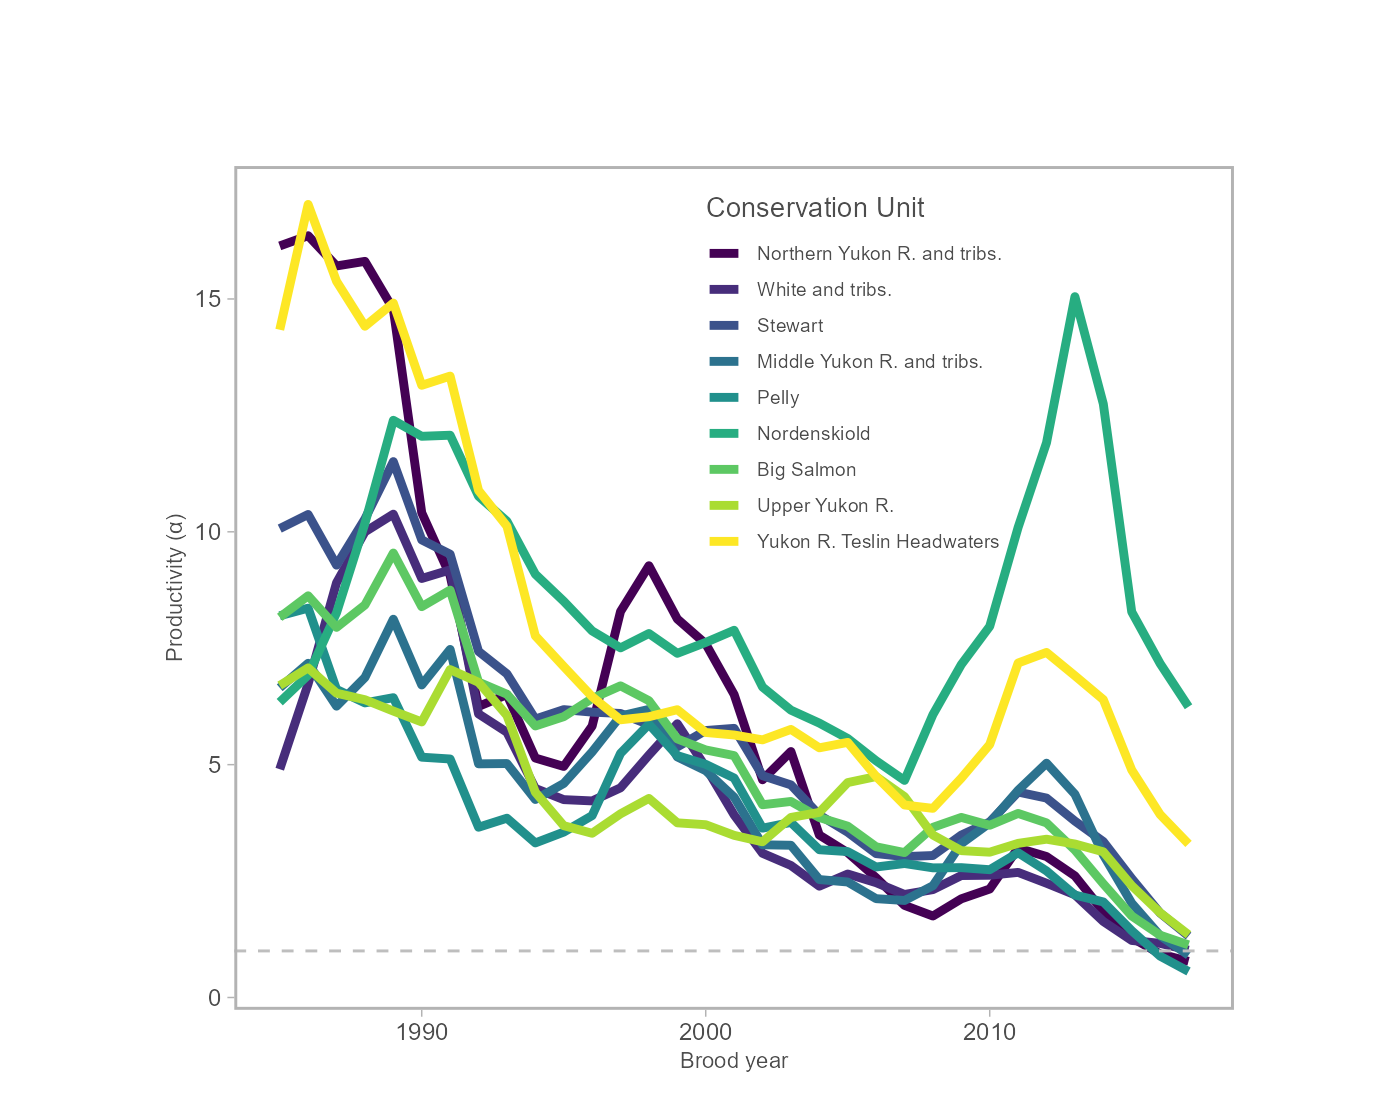 Conservation Unit
Northern Yukon R. and tribs.
White and tribs.
Stewart
Middle Yukon R. and tribs.
Pelly
Nordenskiold
Big Salmon
Upper Yukon R.
Yukon R. Teslin Headwaters
Productivity (α)
15
10
5
0
1990 2000 2010
Brood year